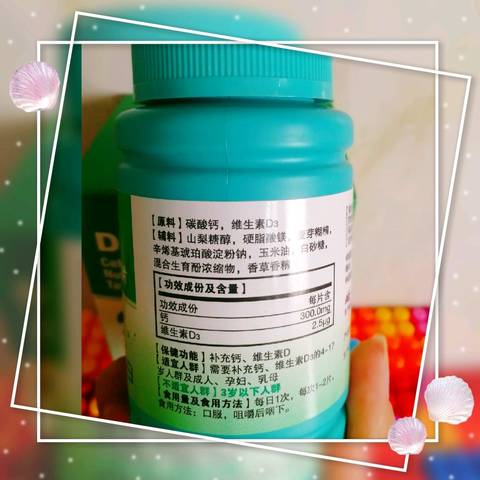 【原料】碳酸钙,维生素D3
【辅料】山梨糖醇,硬脂酸镁,麦芽糊精,
辛烯基琥珀酸淀粉钠,玉米油,白砂糖,
混合生育酚浓缩物,香草香精
【功效成份及含量】
功效成份 每片含
钙 300.0mg
维生素D3 2.5μg
【保健功能】补充钙、维生素D
【适宜人群】需要补充钙、维生素D3的4-17
岁人群及成人、孕妇、乳母
【不适宜人群】3岁以下人群
【食用量及食用方法】每日1次,每次1-2片,
食用方法:口服,咀嚼后咽下。